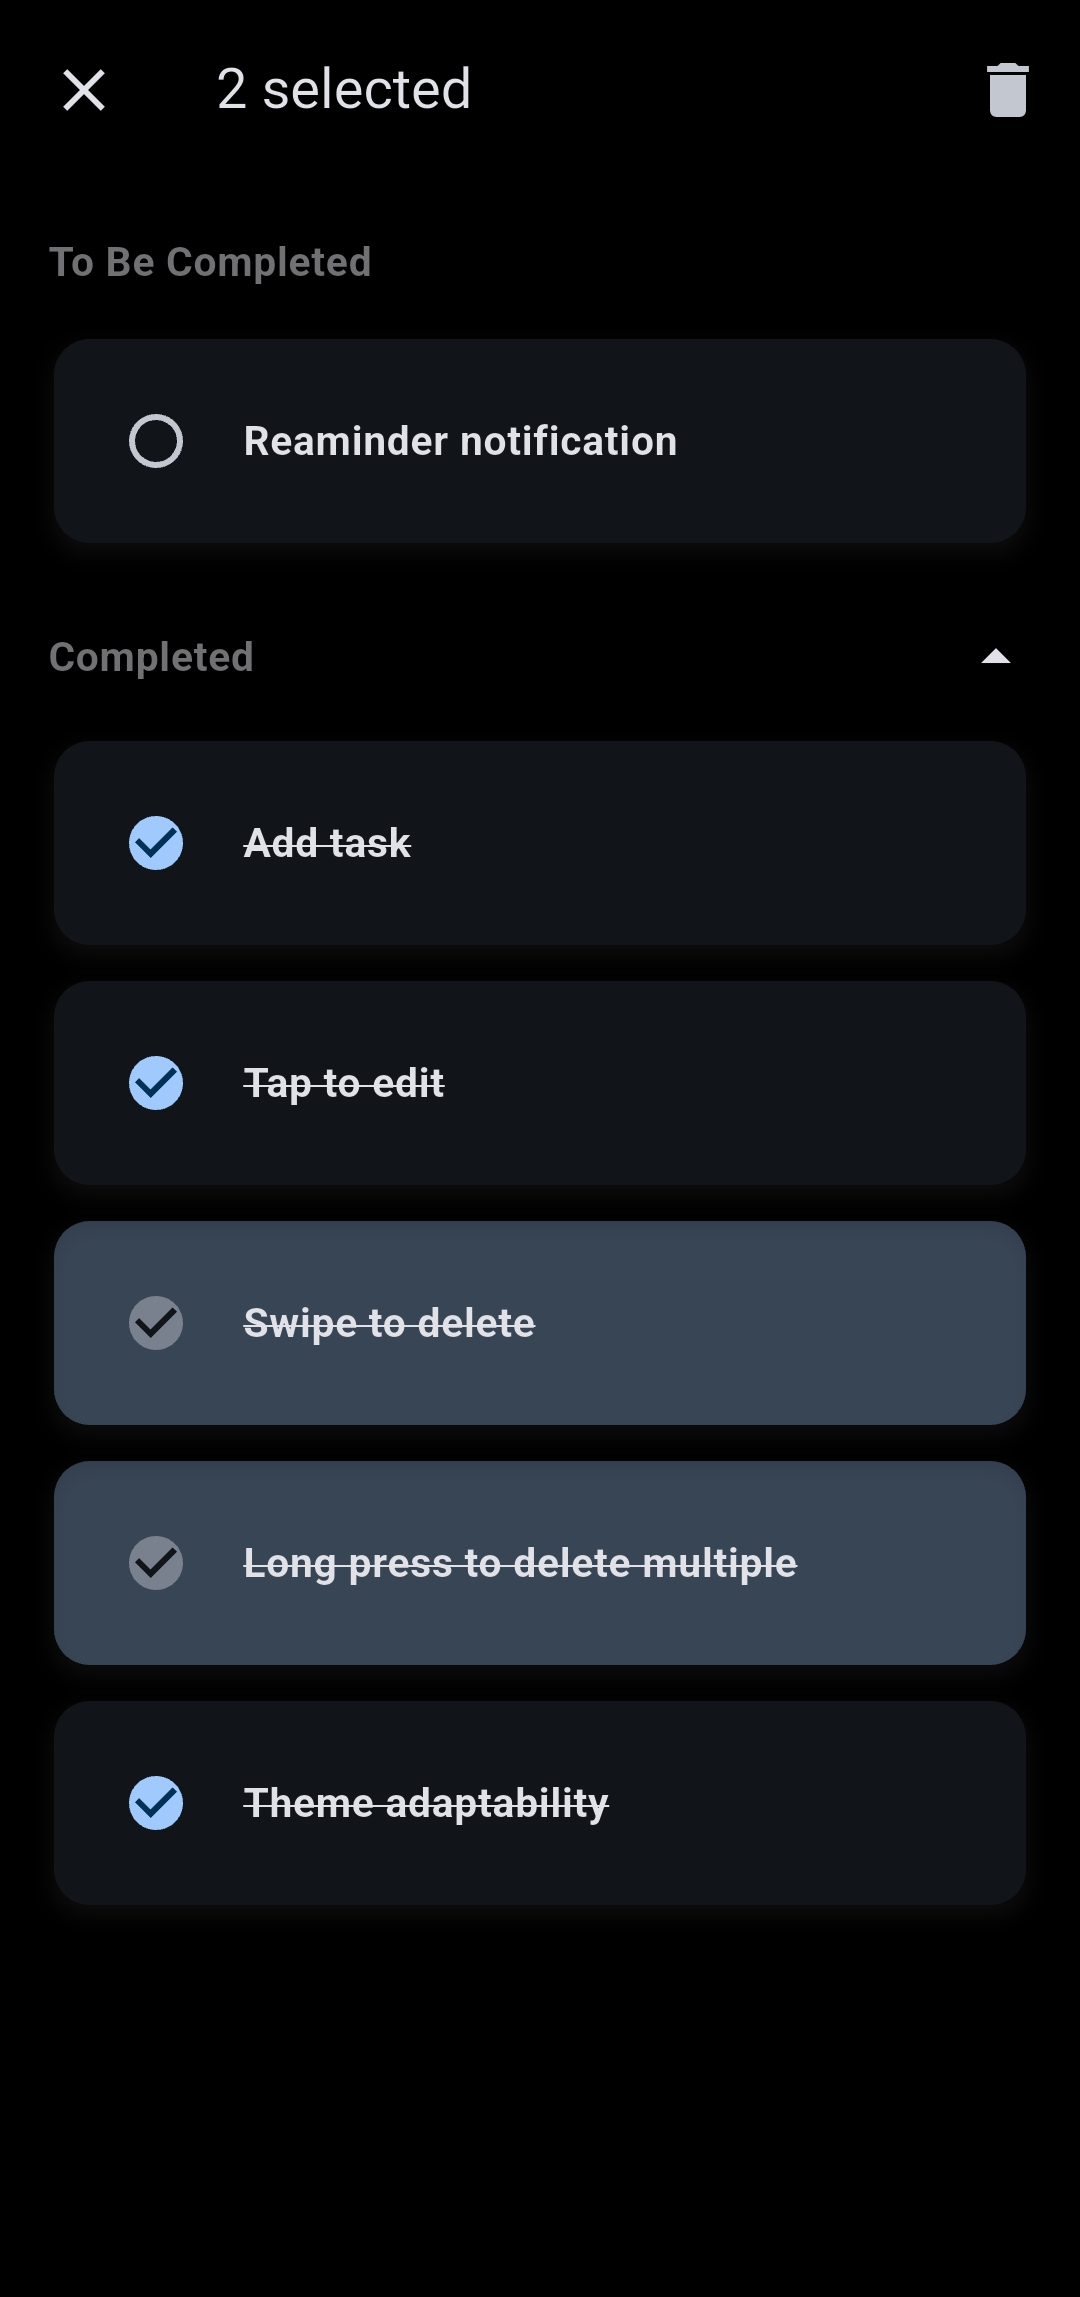 2 selected
To Be Completed
Reaminder notification
Completed
Add task
Tap to edit
Swipe to delete
Long press to delete multiple
Theme adaptability